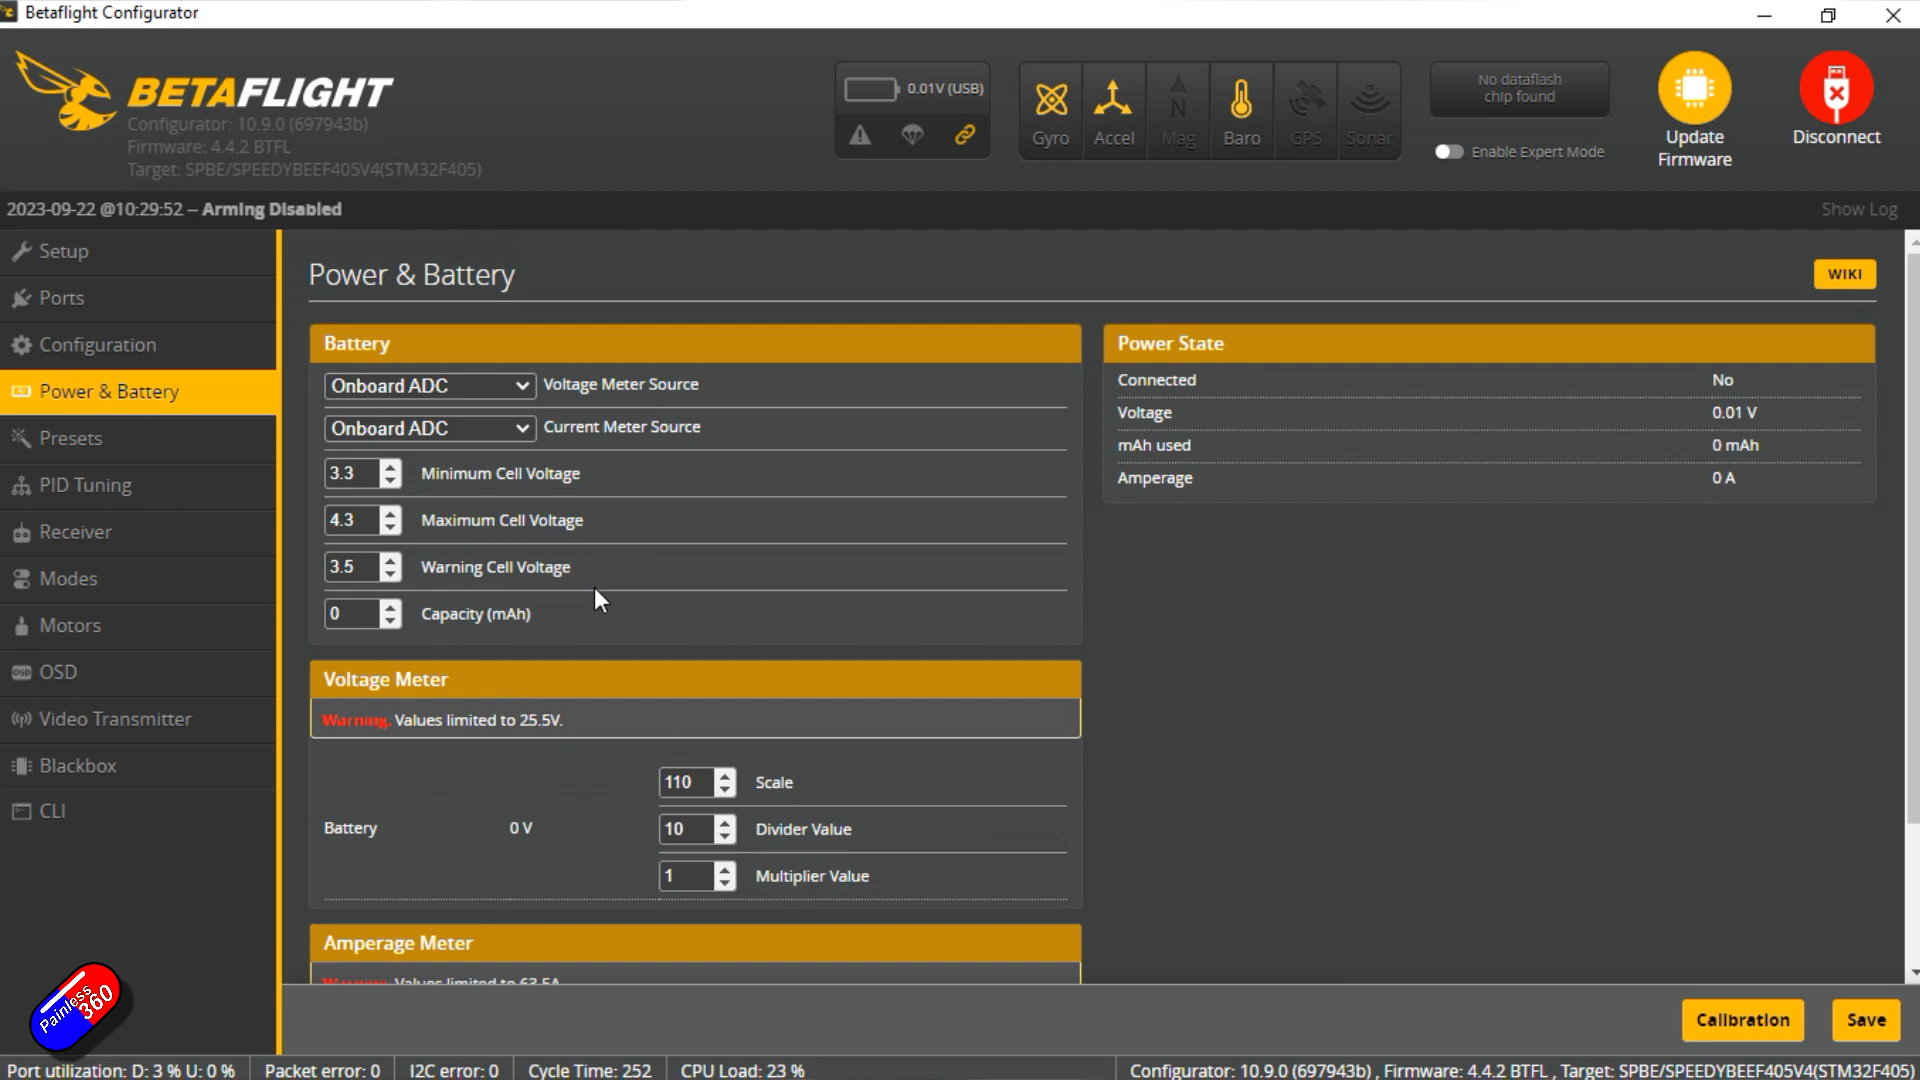 Betaflight Configurator
BETAFLIGHT
Configurator: 10.9.0 (697943b)
Firmware: 4.4.2 BTFL
Target: SPBE/SPEEDYBEEF405V4(STM32F405)
0.01V (USB)
Gyro
Accel
Mag
Baro
GPS
Sonar
No dataflash
chip found
Enable Expert Mode
Update
Firmware
Disconnect
2023-09-22 @10:29:52 – Arming Disabled
Show Log
Setup
Ports
Configuration
Power & Battery
Presets
PID Tuning
Receiver
Modes
Motors
OSD
Video Transmitter
Blackbox
CLI
Power & Battery
WIKI
Battery
Onboard ADC Voltage Meter Source
Onboard ADC Current Meter Source
3.3 Minimum Cell Voltage
4.3 Maximum Cell Voltage
3.5 Warning Cell Voltage
0 Capacity (mAh)
Power State
Connected No
Voltage 0.01 V
mAh used 0 mAh
Amperage 0 A
Voltage Meter
Warning. Values limited to 25.5V.
110 Scale
Battery 0 V
10 Divider Value
1 Multiplier Value
Amperage Meter
Warning. Values limited to 63.5A.
Calibration
Save
Painless
360
Port utilization: D: 3 % U: 0 %
Packet error: 0
I2C error: 0
Cycle Time: 252
CPU Load: 23 %
Configurator: 10.9.0 (697943b) , Firmware: 4.4.2 BTFL , Target: SPBE/SPEEDYBEEF405V4(STM32F405)